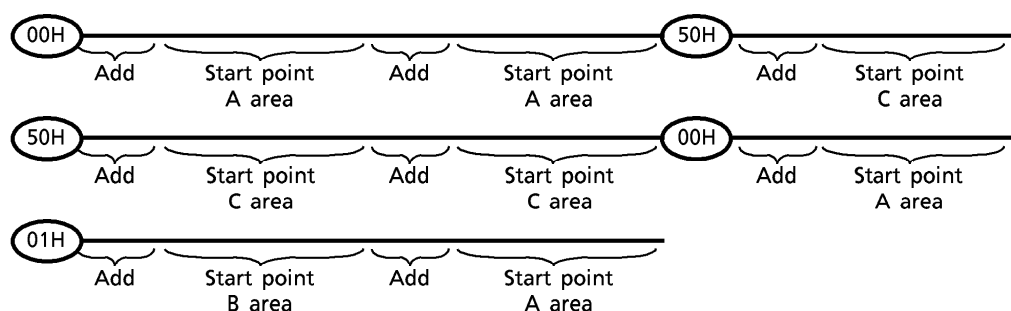 00H 50H
Add Start point Add Start point Add Start point
A area A area C area
50H 00H
Add Start point Add Start point Add Start point
C area C area A area
01H
Add Start point Add Start point
B area A area